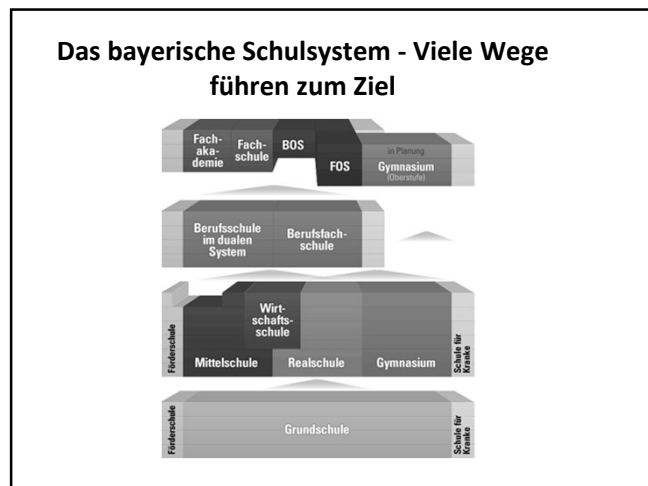 Das bayerische Schulsystem - Viele Wege
führen zum Ziel
Fach-
aka-
demie
Fach-
schule
BOS
FOS
in Planung
Gymnasium
(Oberstufe)
Berufsschule
im dualen
System
Berufsfach-
schule
Förderschule
Mittelschule
Wirt-
schafts-
schule
Realschule
Gymnasium
Schule für
Kranke
Förderschule
Grundschule
Schule für
Kranke